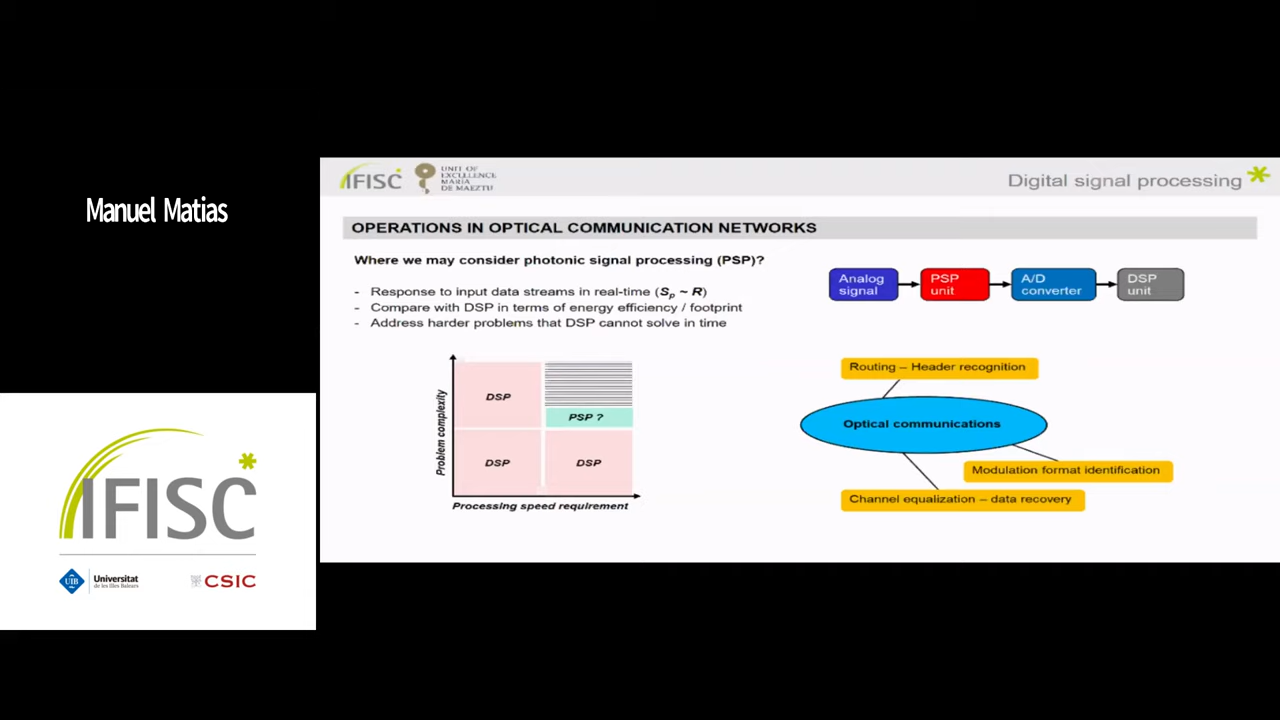 Manuel Matias
IFISC
UIB Universitat
de les Illes Balears
CSIC
IFISC
UNIT OF
EXCELLENCE
MARÍA
DE MAEZTU
Digital signal processing
OPERATIONS IN OPTICAL COMMUNICATION NETWORKS
Where we may consider photonic signal processing (PSP)?
- Response to input data streams in real-time (Sp ~ R)
- Compare with DSP in terms of energy efficiency / footprint
- Address harder problems that DSP cannot solve in time
Analog
signal
PSP
unit
A/D
converter
DSP
unit
Problem complexity
DSP
PSP ?
DSP
DSP
Processing speed requirement
Routing – Header recognition
Optical communications
Modulation format identification
Channel equalization – data recovery